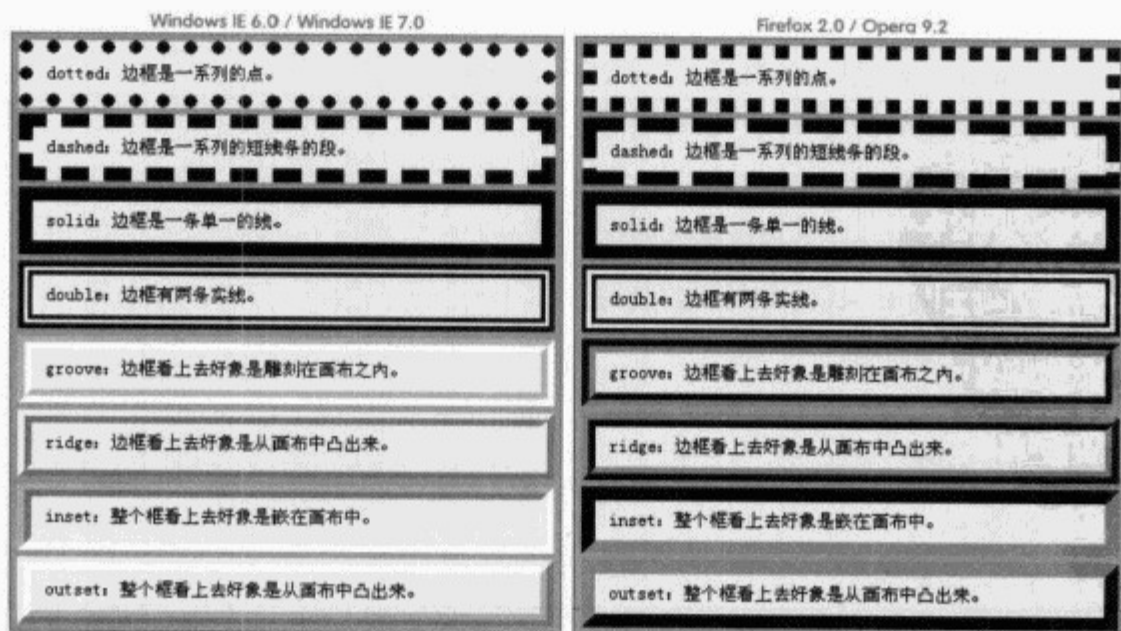 Windows IE 6.0 / Windows IE 7.0
dotted: 边框是一系列的点。
dashed: 边框是一系列的短线条的段。
solid: 边框是一条单一的线。
double: 边框有两条实线。
groove: 边框看上去好象是雕刻在画布之内。
ridge: 边框看上去好象是从画布中凸出来。
inset: 整个框看上去好象是嵌在画布中。
outset: 整个框看上去好象是从画布中凸出来。
Firefox 2.0 / Opera 9.2
dotted: 边框是一系列的点。
dashed: 边框是一系列的短线条的段。
solid: 边框是一条单一的线。
double: 边框有两条实线。
groove: 边框看上去好象是雕刻在画布之内。
ridge: 边框看上去好象是从画布中凸出来。
inset: 整个框看上去好象是嵌在画布中。
outset: 整个框看上去好象是从画布中凸出来。